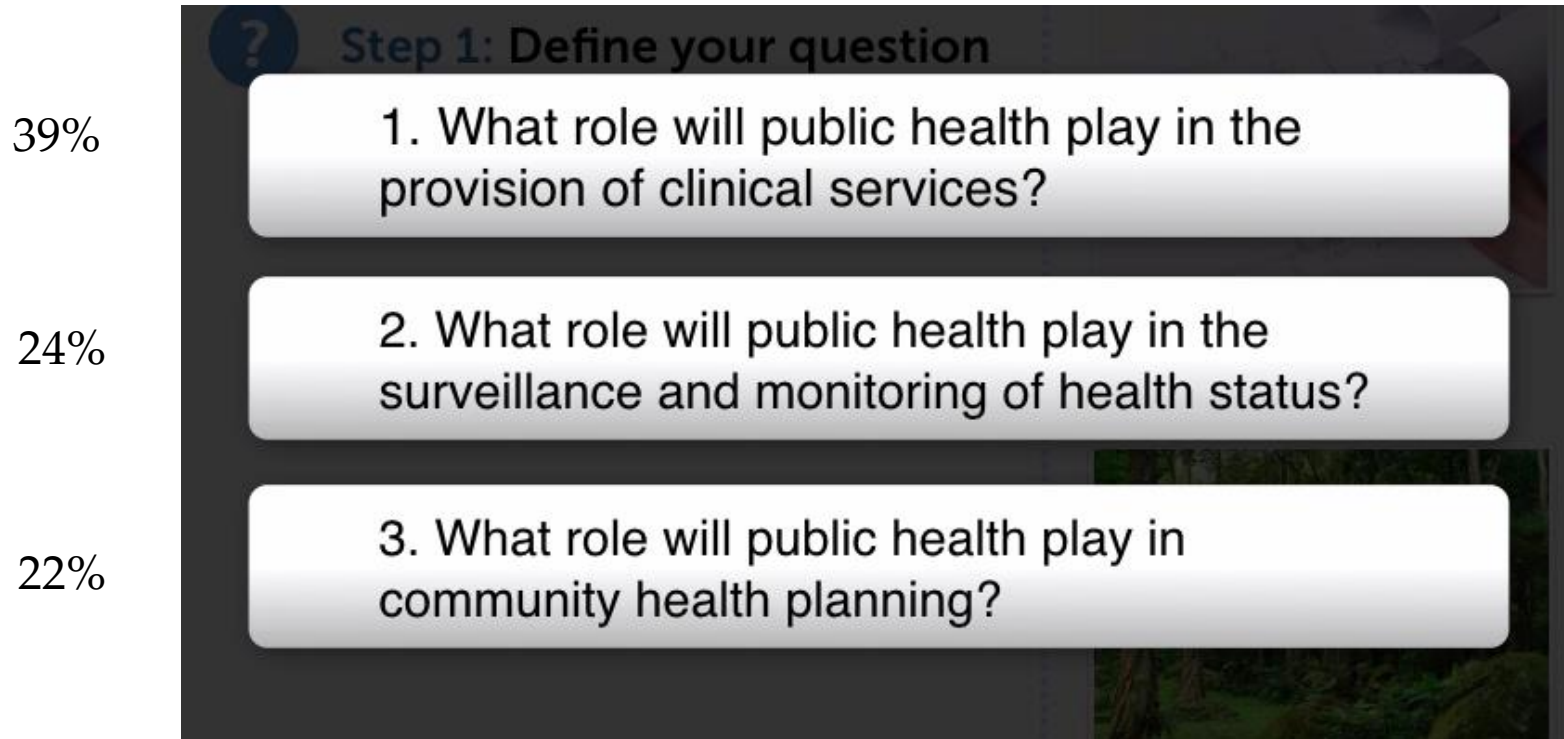 ? Step 1: Define your question
39%
1. What role will public health play in the
provision of clinical services?
24%
2. What role will public health play in the
surveillance and monitoring of health status?
22%
3. What role will public health play in
community health planning?